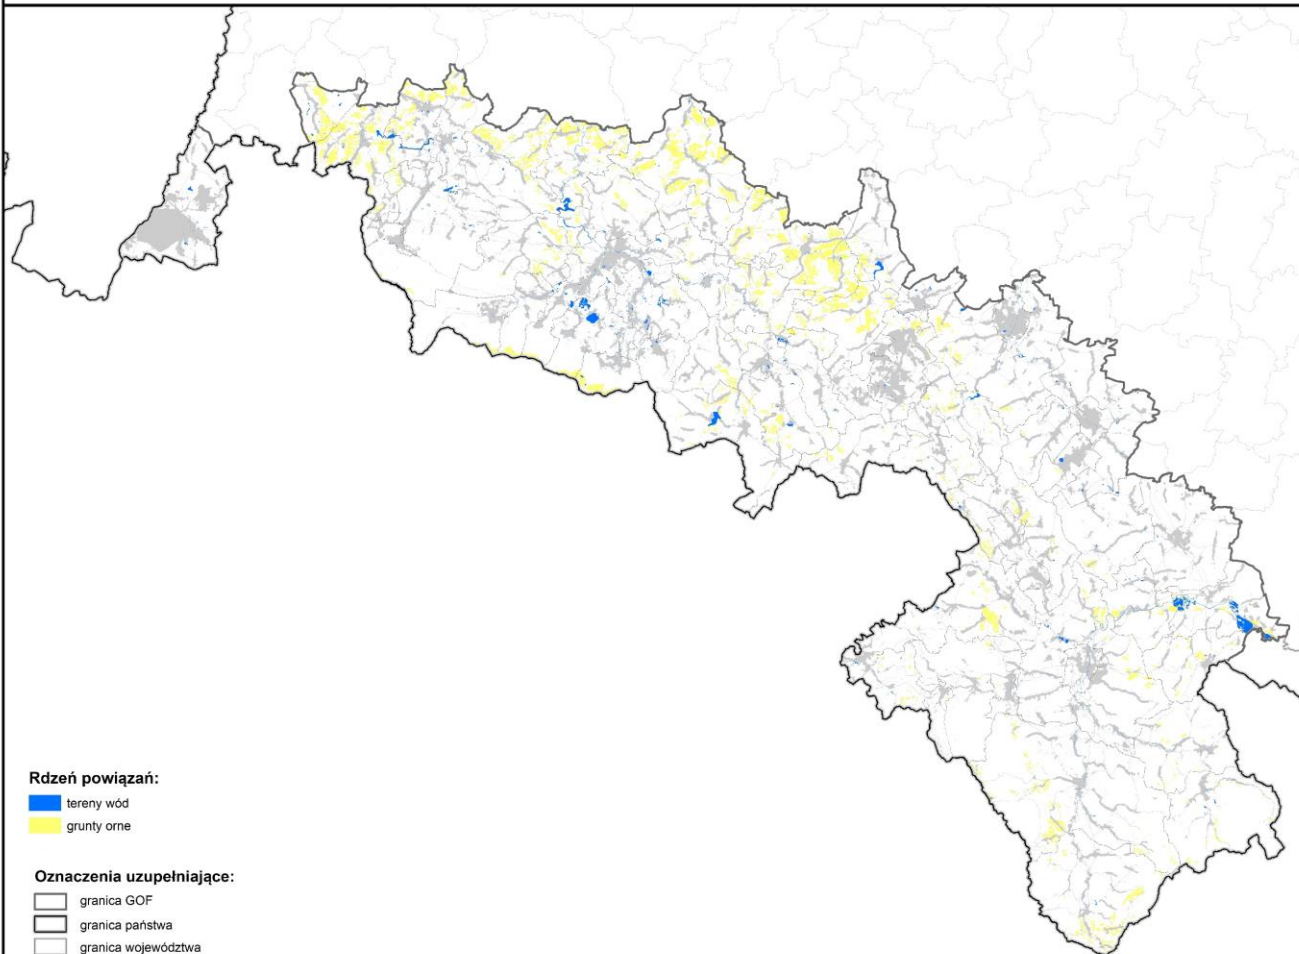 Rdzeń powiązań:
tereny wód
grunty orne
Oznaczenia uzupełniające:
granica GOF
granica państwa
granica województwa